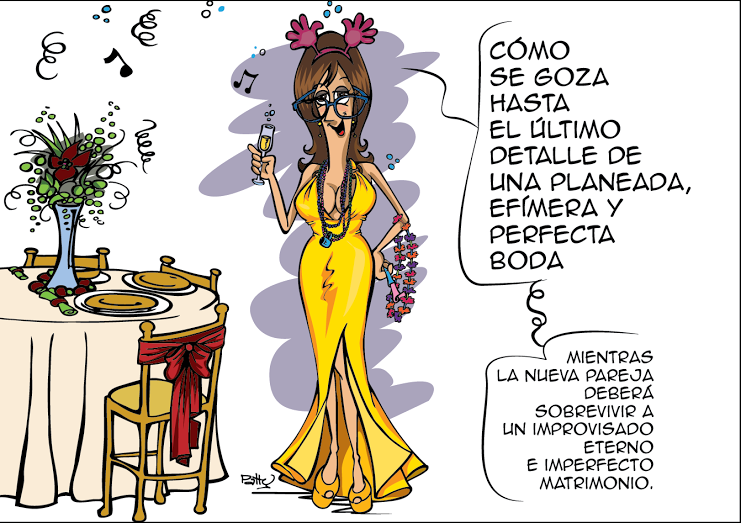 CÓMO
SE GOZA
HASTA
EL ÚLTIMO
DETALLE DE
UNA PLANEADA,
EFÍMERA Y
PERFECTA
BODA
MIENTRAS
LA NUEVA PAREJA
DEBERÁ
SOBREVIVIR A
UN IMPROVISADO
ETERNO
E IMPERFECTO
MATRIMONIO.